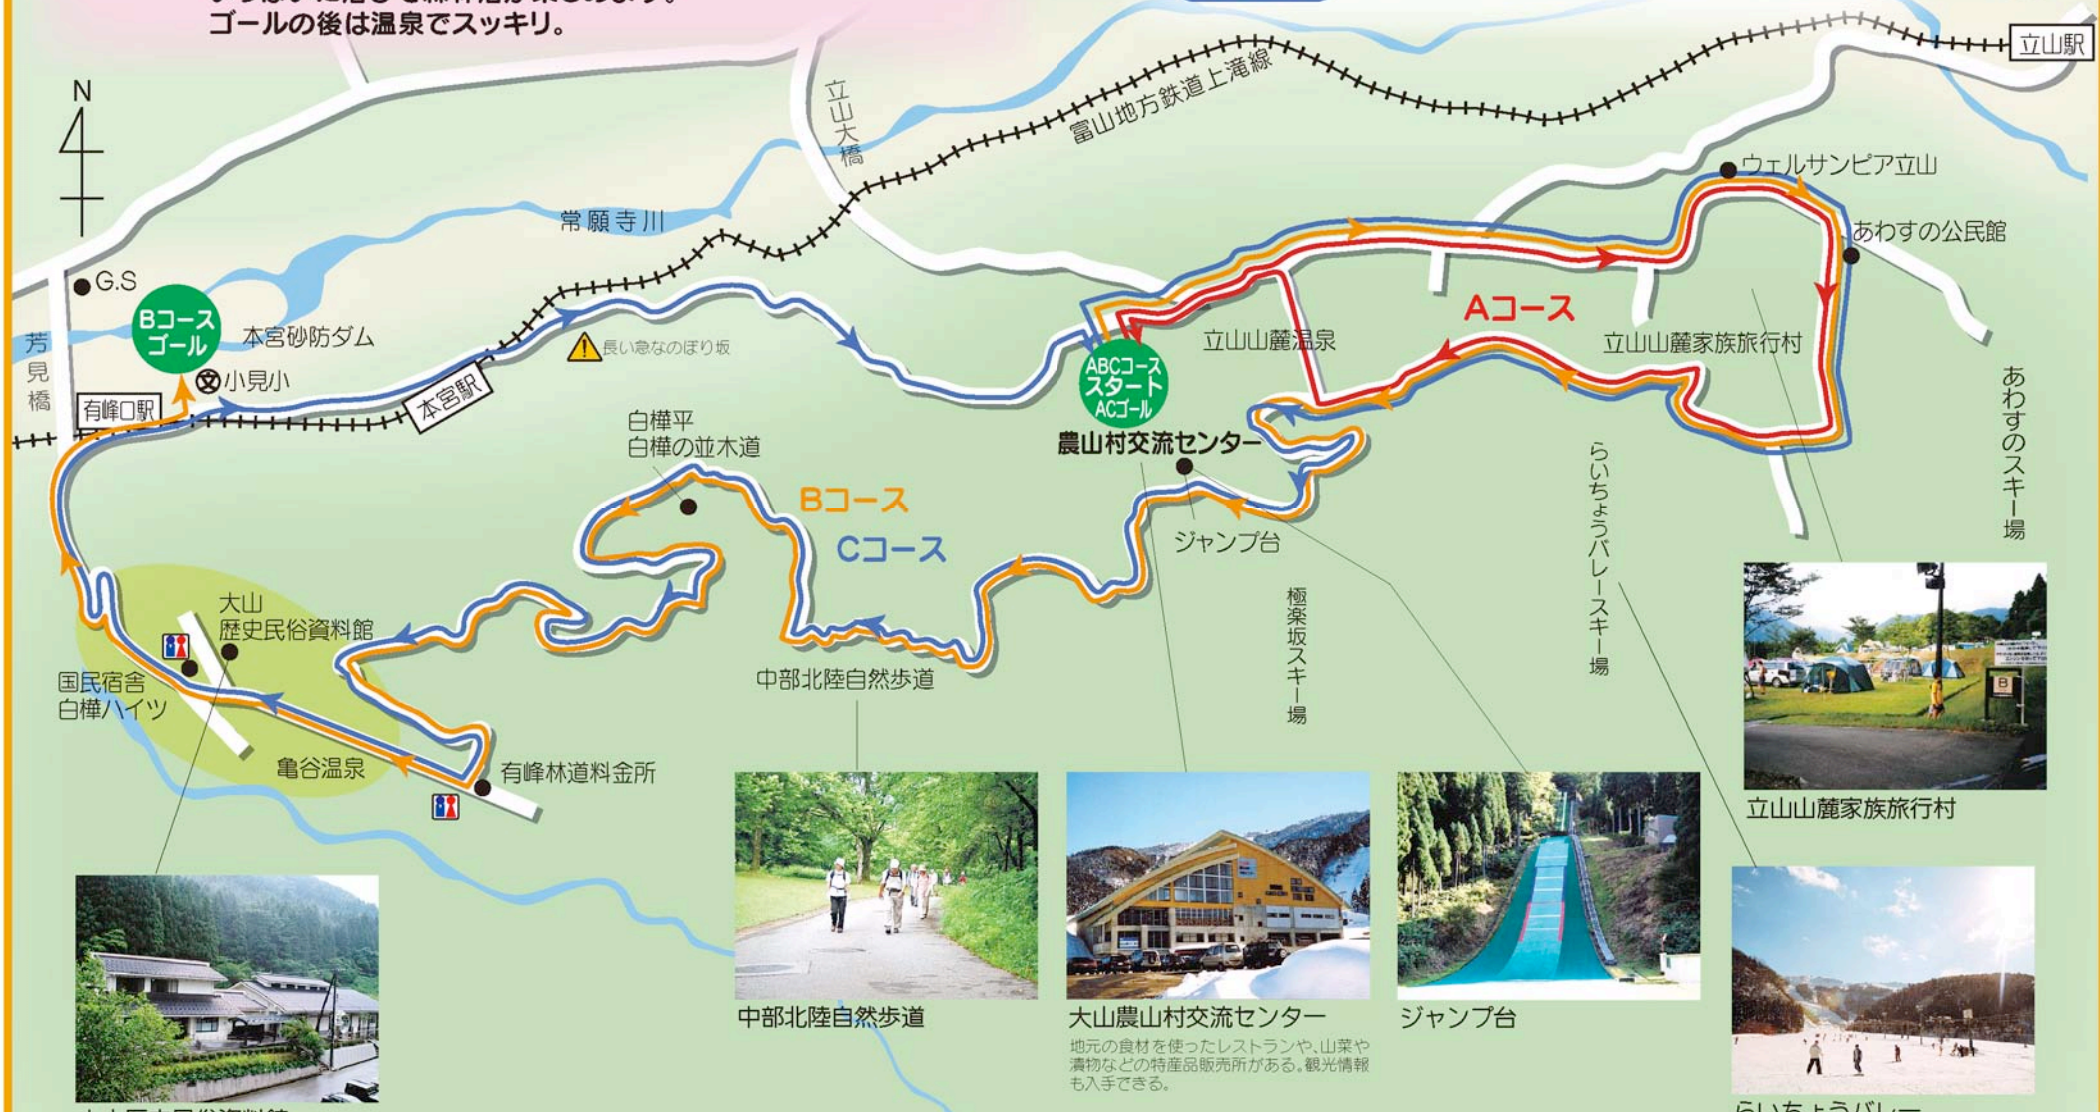 ゴールの後は温泉でスッキリ。
立山駅
N
立山大橋
富山地方鉄道上滝線
ウェルサンピア立山
常願寺川
あわすの公民館
G.S
Bコース
ゴール
本宮砂防ダム
芳見橋
小見小
有峰口駅
本宮駅
長い急なのぼり坂
ABCコース
スタート
ACゴール
農山村交流センター
立山山麓温泉
Aコース
立山山麓家族旅行村
あわすのスキー場
白樺平
白樺の並木道
Bコース
Cコース
ジャンプ台
らいちょうバレースキー場
極楽坂スキー場
大山
歴史民俗資料館
国民宿舎
白樺ハイツ
中部北陸自然歩道
亀谷温泉
有峰林道料金所
立山山麓家族旅行村
中部北陸自然歩道
大山農山村交流センター
地元の食材を使ったレストランや、山菜や
漬物などの特産品販売所がある。観光情報
も入手できる。
ジャンプ台
らいちょうバレー